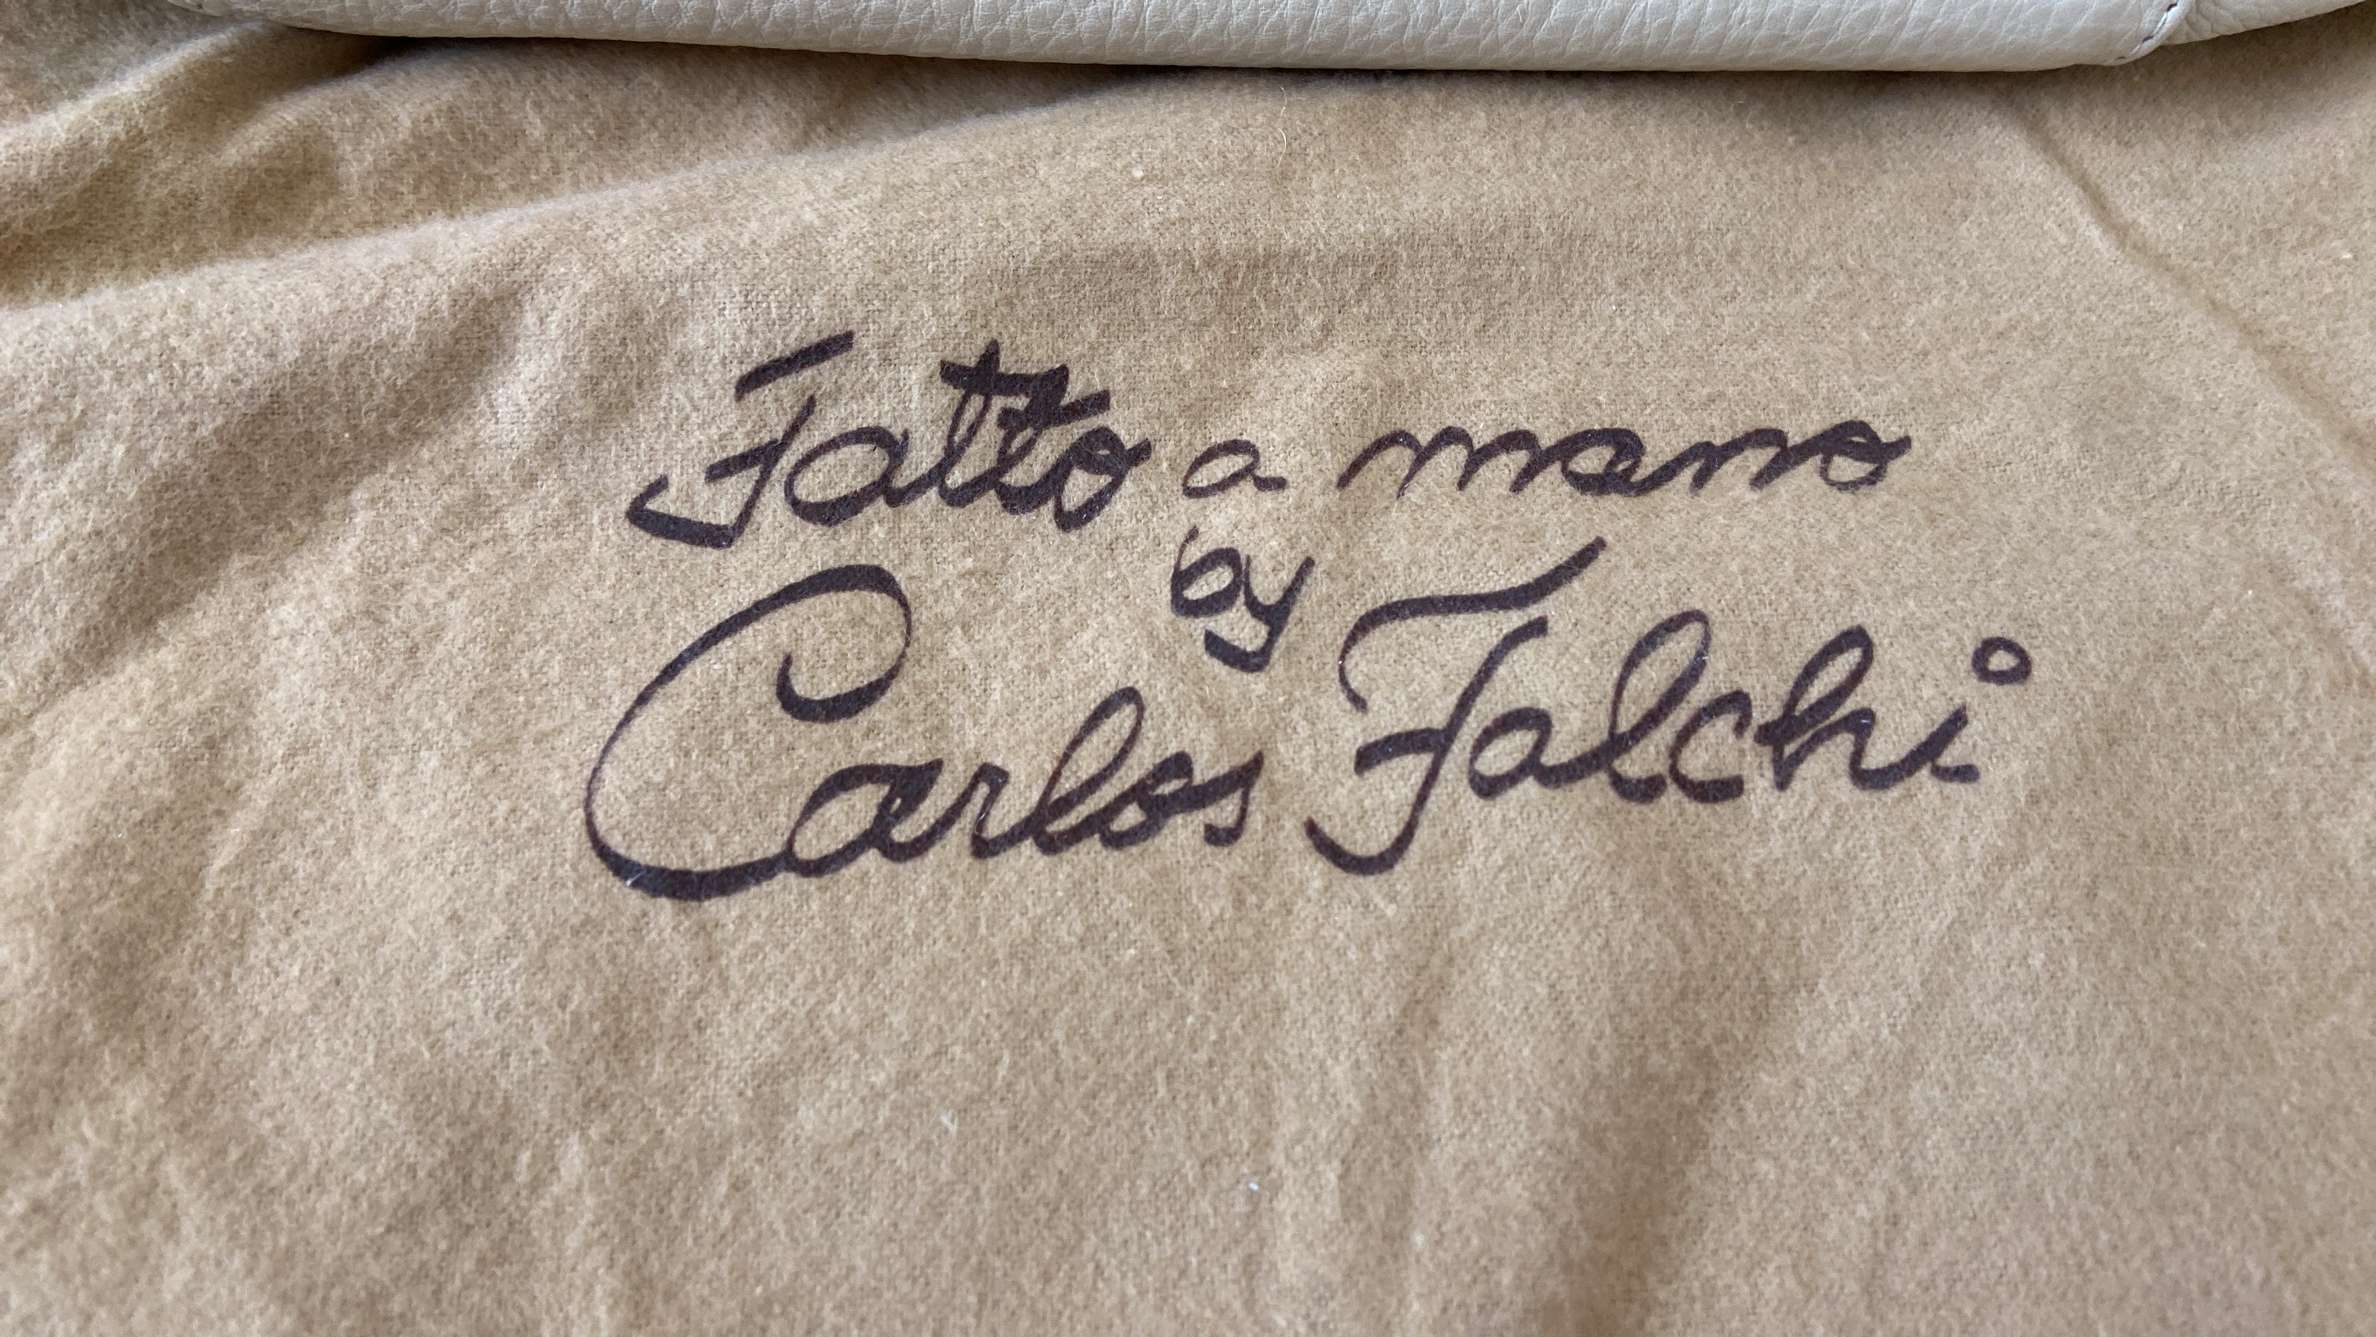 Fatto a mano
by
Carlos Falchi